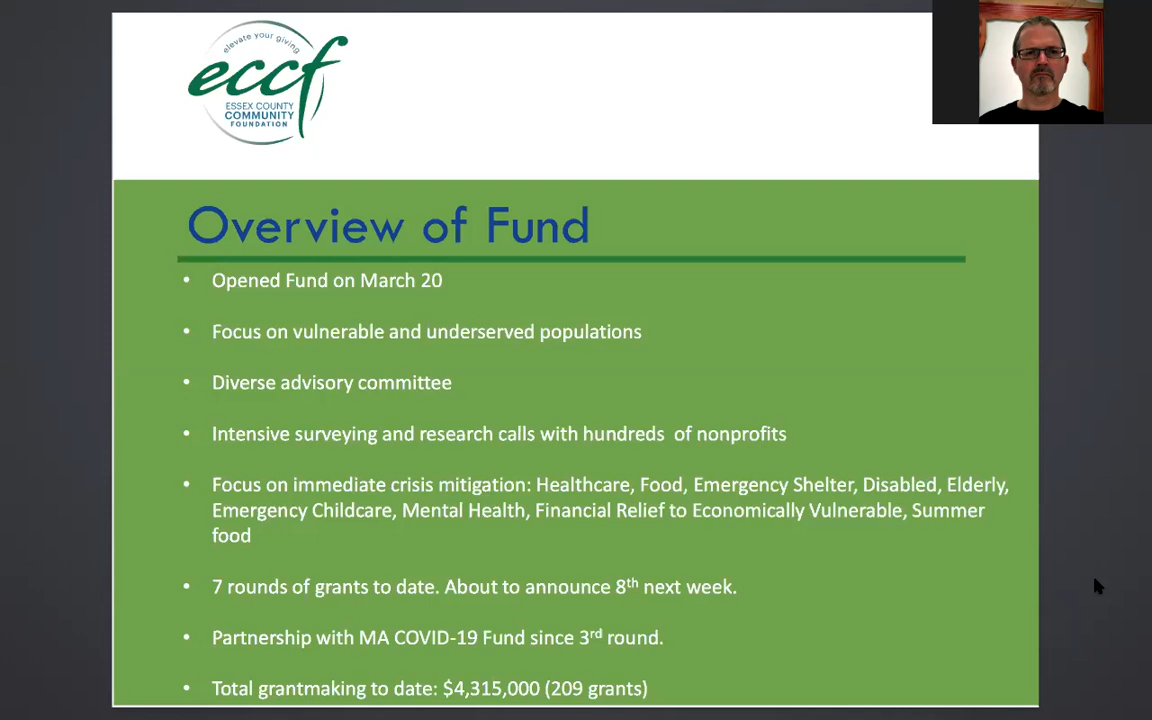 elevate your giving
eccf
ESSEX COUNTY
COMMUNITY
FOUNDATION
Overview of Fund
• Opened Fund on March 20
• Focus on vulnerable and underserved populations
• Diverse advisory committee
• Intensive surveying and research calls with hundreds  of nonprofits
• Focus on immediate crisis mitigation: Healthcare, Food, Emergency Shelter, Disabled, Elderly,
Emergency Childcare, Mental Health, Financial Relief to Economically Vulnerable, Summer
food
• 7 rounds of grants to date. About to announce 8th next week.
• Partnership with MA COVID-19 Fund since 3rd round.
• Total grantmaking to date: $4,315,000 (209 grants)